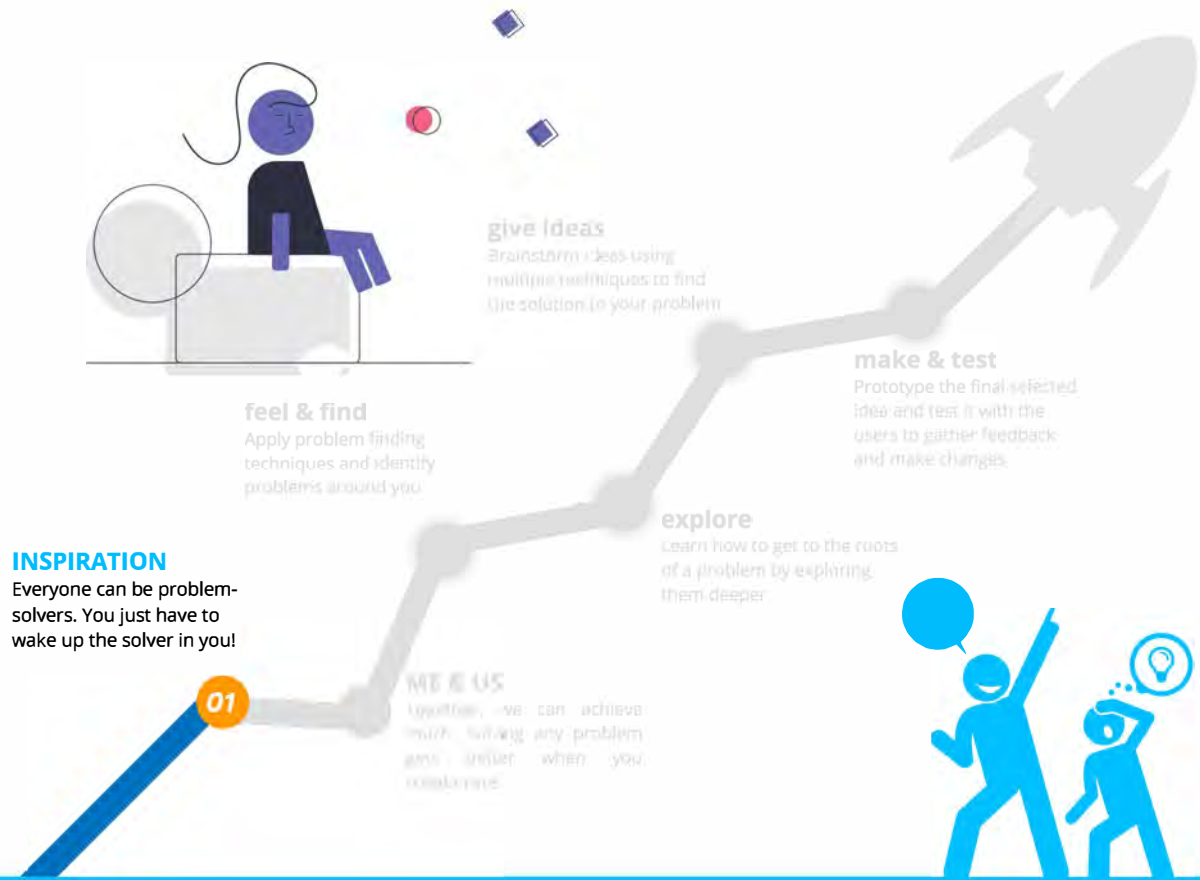 give ideas
Brainstorm ideas using
multiple techniques to find
the solution to your problem
make & test
Prototype the final selected
idea and test it with the
users to gather feedback
and make changes
feel & find
Apply problem finding
techniques and identify
problems around you
explore
Learn how to get to the roots
of a problem by exploring
them deeper
INSPIRATION
Everyone can be problem-
solvers. You just have to
wake up the solver in you!
01
ME & US
Together, we can achieve
much. Solving any problem
gets better when you
collaborate